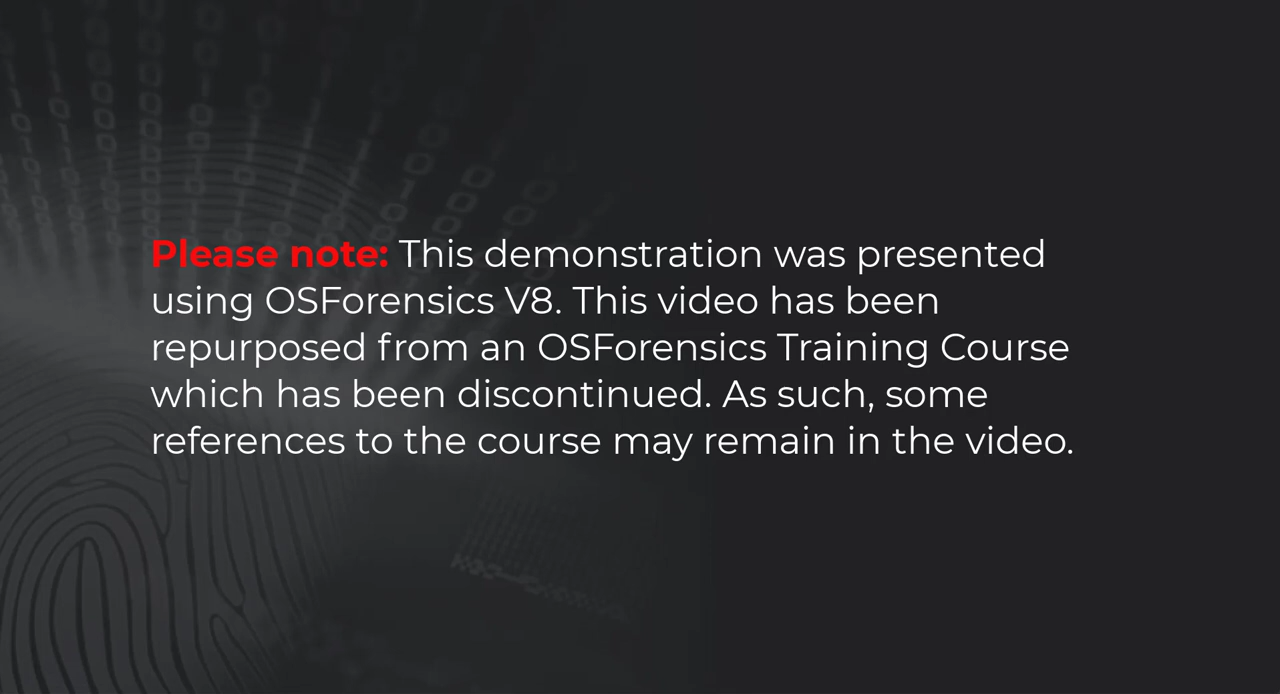 Please note: This demonstration was presented
using OSForensics V8. This video has been
repurposed from an OSForensics Training Course
which has been discontinued. As such, some
references to the course may remain in the video.